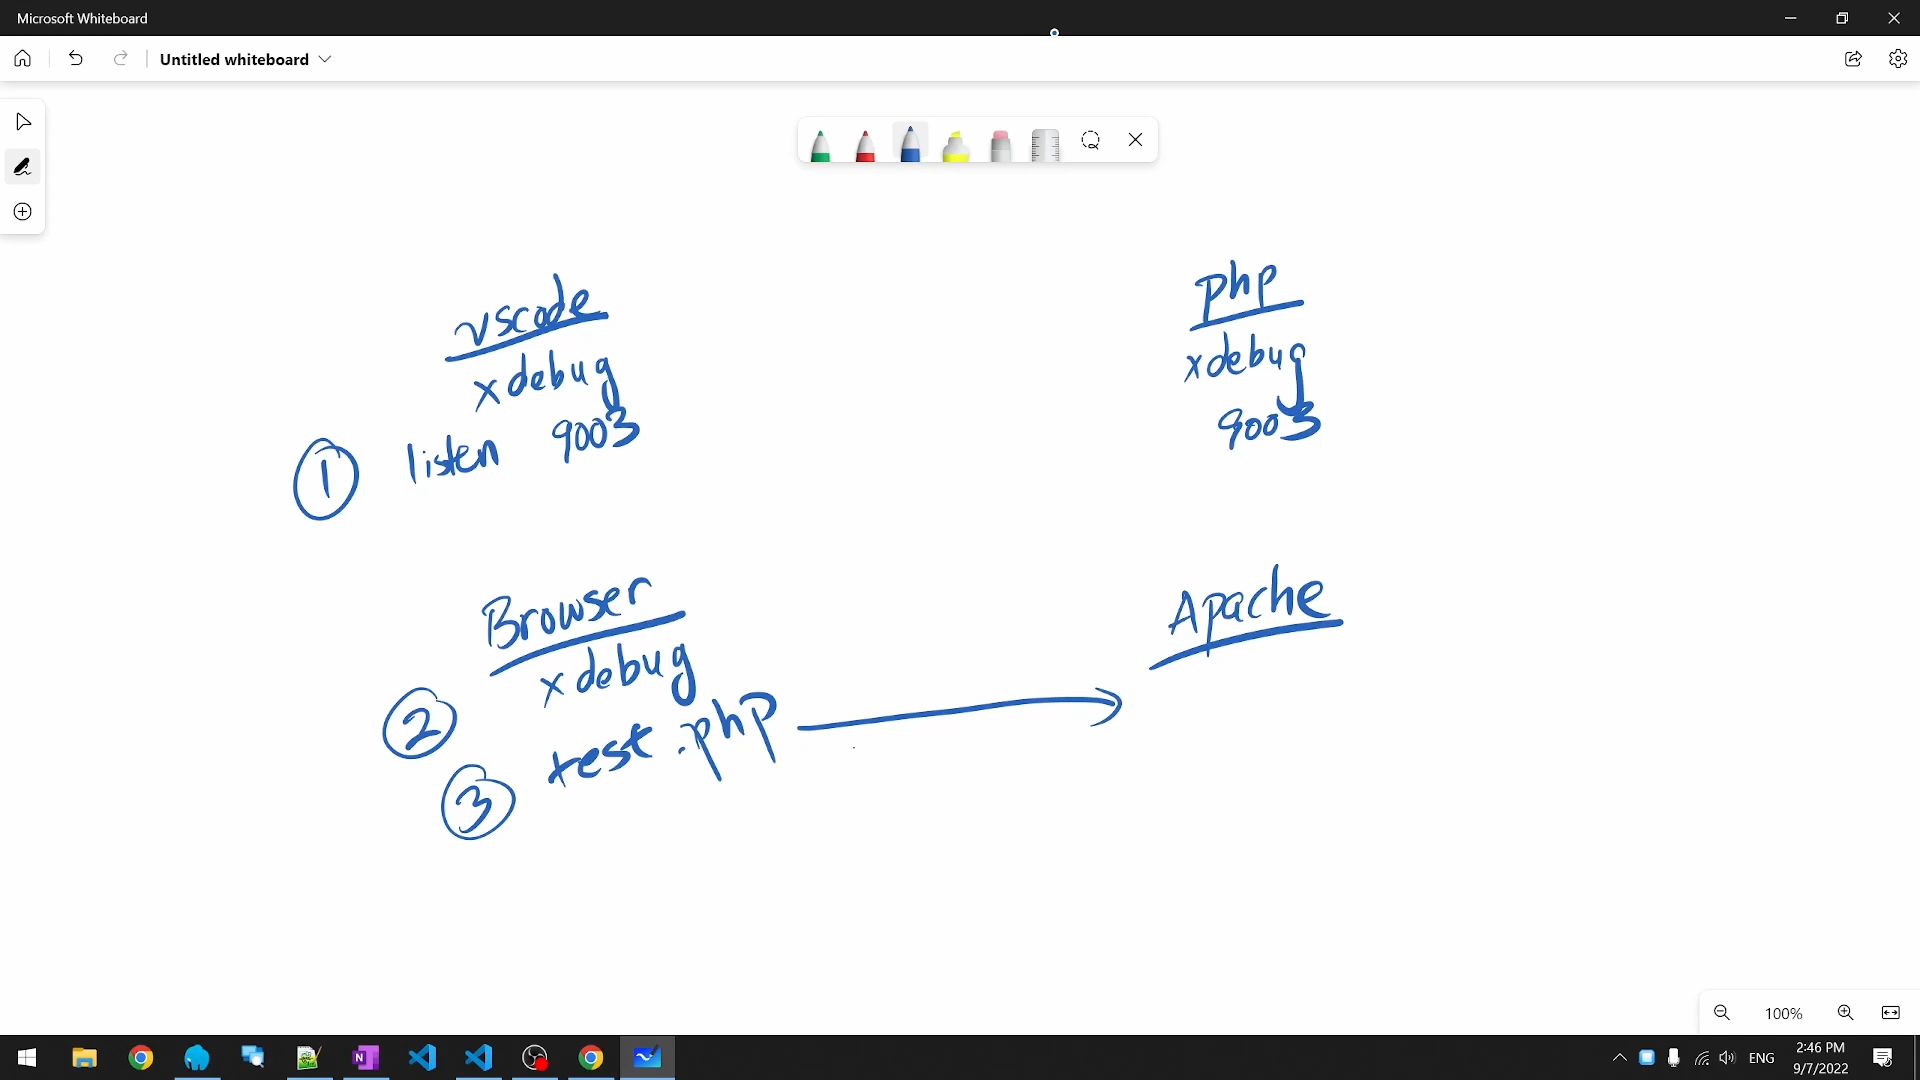 Microsoft Whiteboard
Untitled whiteboard
vscode
xdebug
listen 9003
1
php
xdebug
9003
Browser
xdebug
2
test.php
3
Apache
100%
ENG
2:46 PM
9/7/2022